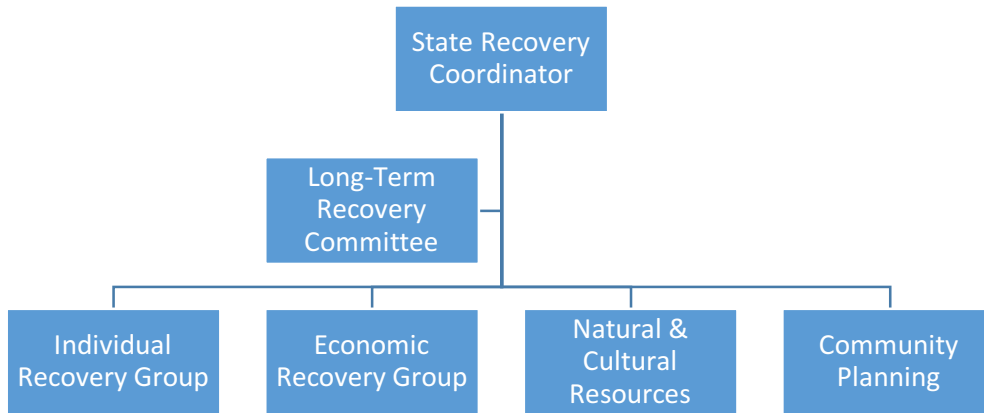 State Recovery
Coordinator
Long-Term
Recovery
Committee
Individual
Recovery Group
Economic
Recovery Group
Natural &
Cultural
Resources
Community
Planning